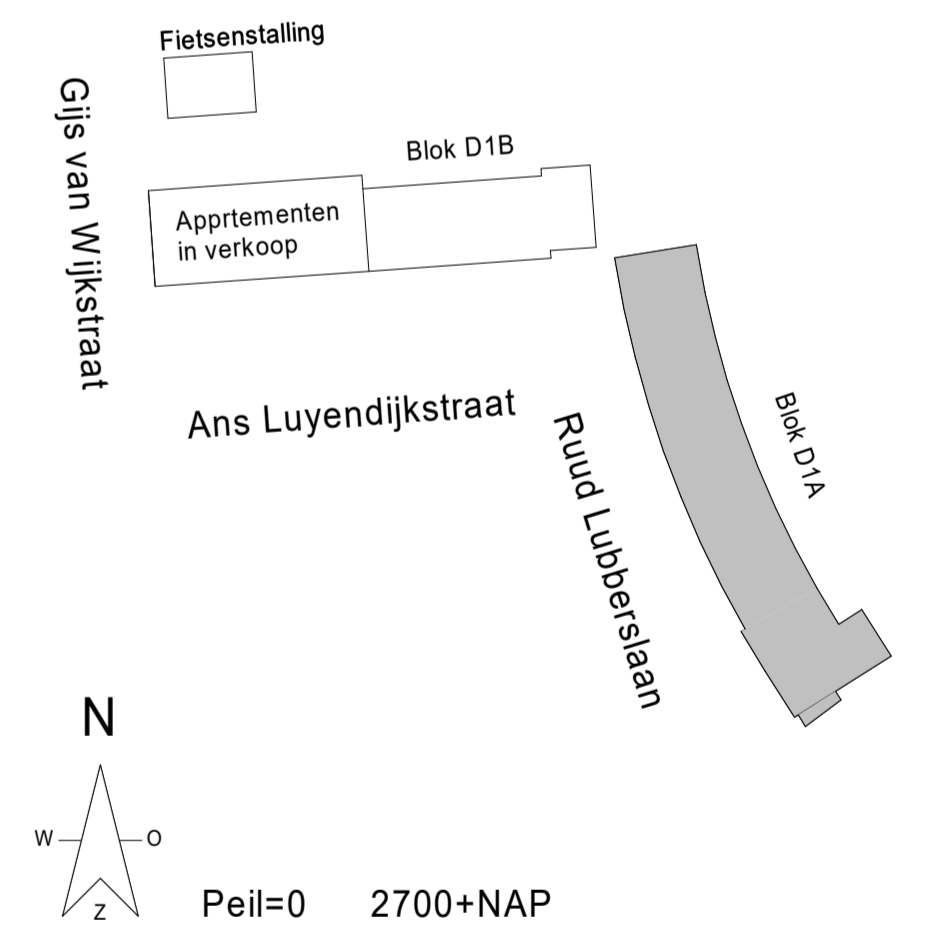 Fietsenstalling
Gijs van Wijkstraat
Blok D1B
Apprtementen
in verkoop
Ans Luyendijkstraat
Ruud Lubberslaan
Blok D1A
N
W
O
Z
Peil=0 2700+NAP